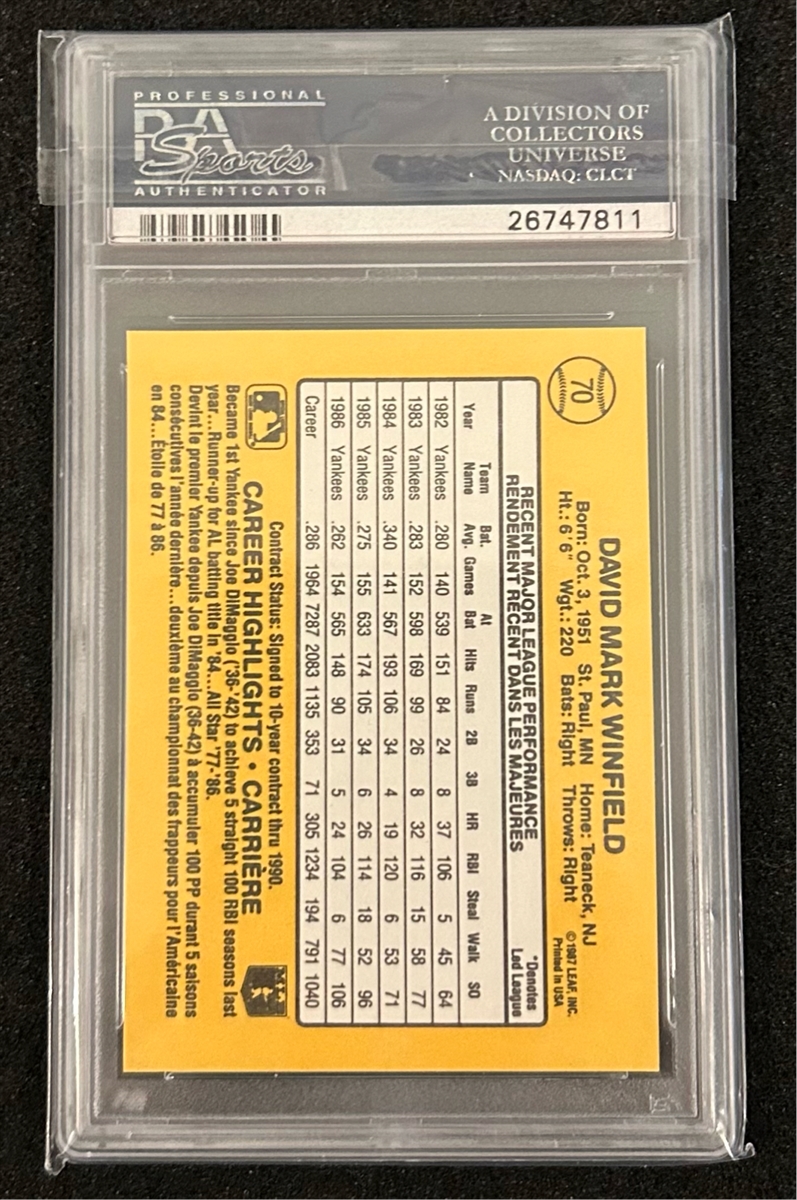 PROFESSIONAL
PSA
Sports
AUTHENTICATOR
A DIVISION OF
COLLECTORS
UNIVERSE
NASDAQ: CLCT
26747811
70
DAVID MARK WINFIELD
Born: Oct. 3, 1951 St. Paul, MN Home: Teaneck, NJ
Ht.: 6'6" Wgt.: 220 Bats: Right Throws: Right
©1987 LEAF, INC.
Printed in USA
RECENT MAJOR LEAGUE PERFORMANCE
RENDEMENT RÉCENT DANS LES MAJEURES
*Denotes
Led League
Year Team Name Bat. Avg. Games At Bat Hits Runs 2B 3B HR RBI Steal Walk SO
1982 Yankees .280 140 539 151 84 24 8 37 106 5 45 64
1983 Yankees .283 152 598 169 99 26 8 32 116 15 58 77
1984 Yankees .340 141 567 193 106 34 4 19 120 6 53 71
1985 Yankees .275 155 633 174 105 34 6 26 114 18 52 96
1986 Yankees .262 154 565 148 90 31 5 24 104 6 77 106
Career .286 1964 7287 2083 1135 353 71 305 1234 194 791 1040
Contract Status: Signed to 10-year contract thru 1990.
CAREER HIGHLIGHTS • CARRIÈRE
Became 1st Yankee since Joe DiMaggio ('36-'42) to achieve 5 straight 100 RBI seasons last
year...Runner-up for AL batting title in '84...All Star '77-'86.
Devint le premier Yankee depuis Joe DiMaggio (36-42) à accumuler 100 PP durant 5 saisons
consécutives l'année dernière...deuxième au championnat des frappeurs pour l'Américaine
en 84...Étoile de 77 à 86.